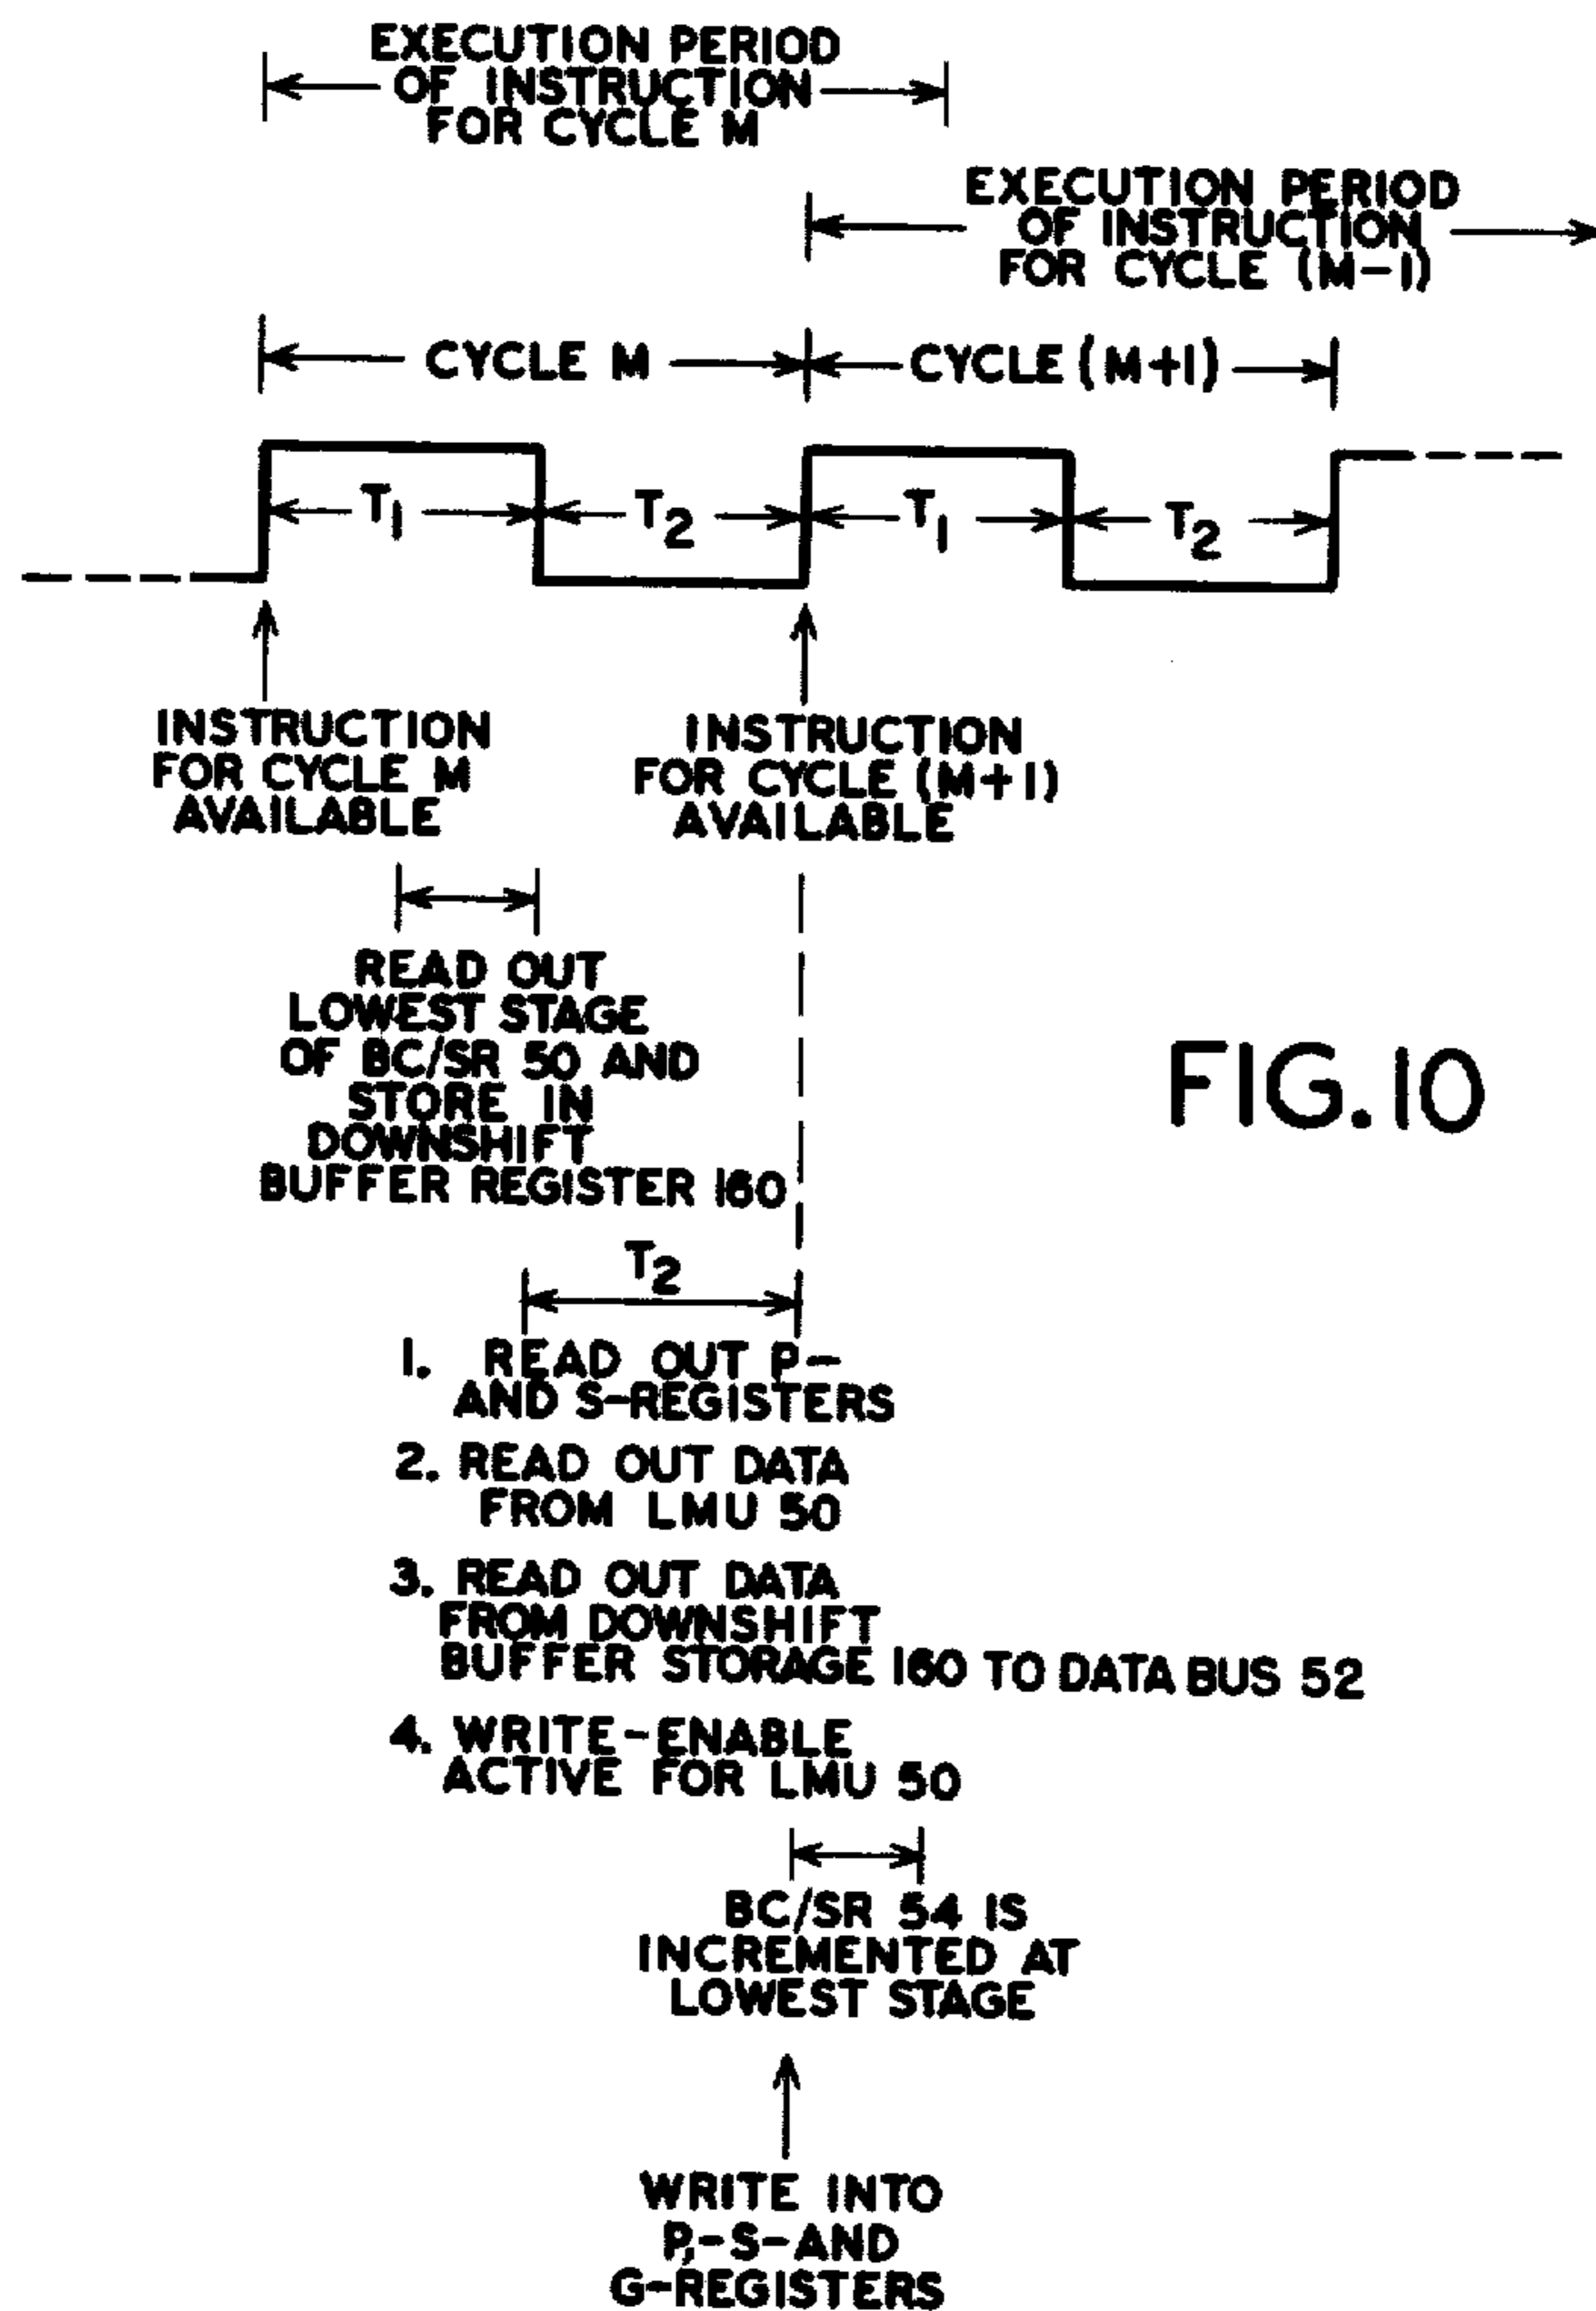 EXECUTION PERIOD
OF INSTRUCTION
FOR CYCLE M
EXECUTION PERIOD
OF INSTRUCTION
FOR CYCLE (M-1)
CYCLE M
CYCLE (M+1)
T1
T2
T1
T2
INSTRUCTION
FOR CYCLE M
AVAILABLE
INSTRUCTION
FOR CYCLE (M+1)
AVAILABLE
READ OUT
LOWEST STAGE
OF BC/SR 50 AND
STORE IN
DOWNSHIFT
BUFFER REGISTER 160
FIG. 10
T2
1. READ OUT P-
AND S-REGISTERS
2. READ OUT DATA
FROM LMU 50
3. READ OUT DATA
FROM DOWNSHIFT
BUFFER STORAGE 160 TO DATA BUS 52
4. WRITE-ENABLE
ACTIVE FOR LMU 50
BC/SR 54 IS
INCREMENTED AT
LOWEST STAGE
WRITE INTO
P,-S-AND
G-REGISTERS